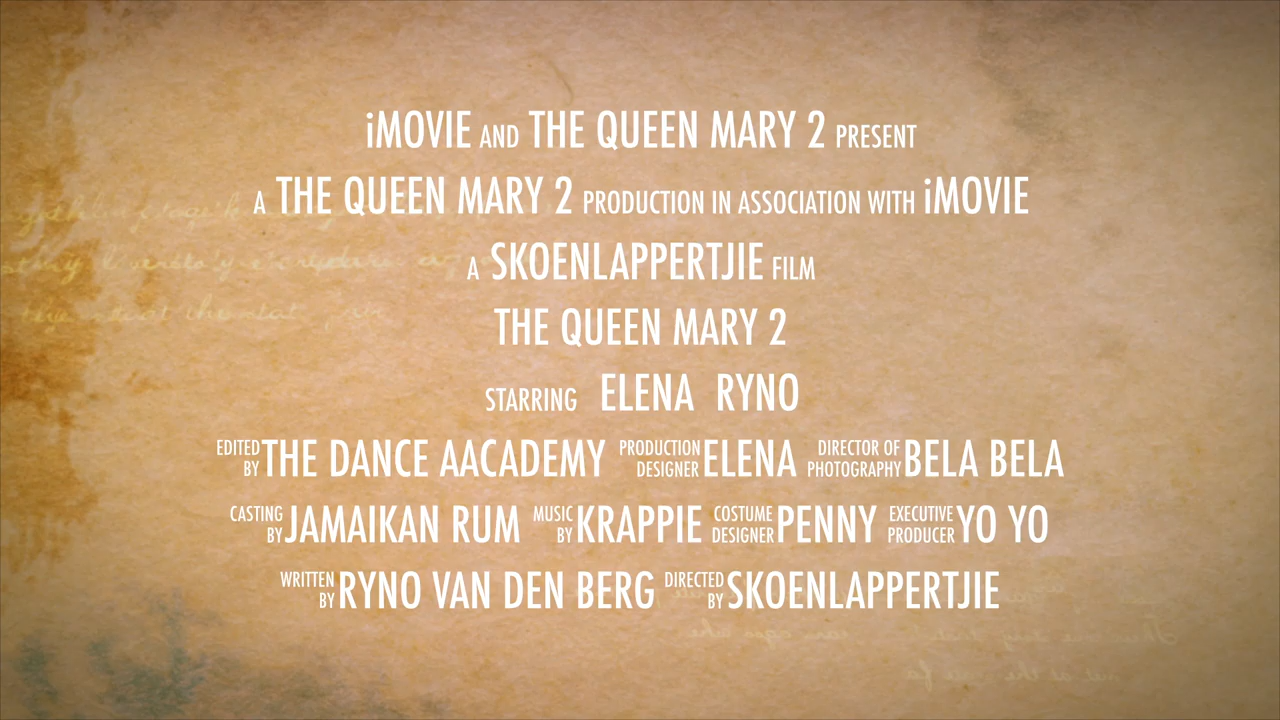 iMOVIE AND THE QUEEN MARY 2 PRESENT
A THE QUEEN MARY 2 PRODUCTION IN ASSOCIATION WITH iMOVIE
A SKOENLAPPERTJIE FILM
THE QUEEN MARY 2
STARRING ELENA RYNO
EDITED BY THE DANCE AACADEMY PRODUCTION DESIGNER ELENA DIRECTOR OF PHOTOGRAPHY BELA BELA
CASTING BY JAMAIKAN RUM MUSIC BY KRAPPIE COSTUME DESIGNER PENNY EXECUTIVE PRODUCER YO YO
WRITTEN BY RYNO VAN DEN BERG DIRECTED BY SKOENLAPPERTJIE